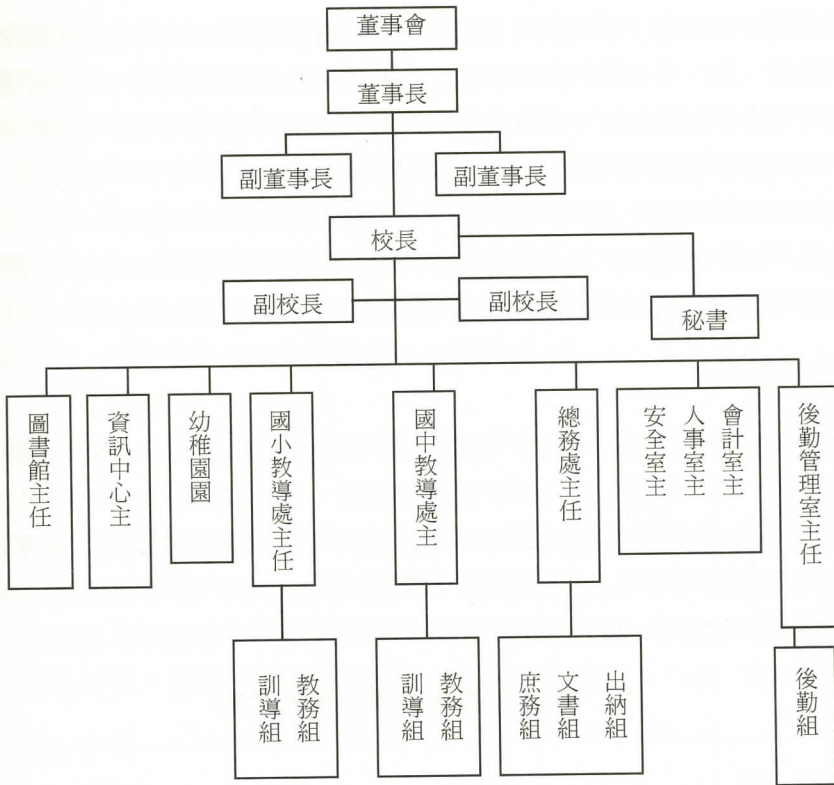 董事會
董事長
副董事長
副董事長
校長
副校長
副校長
秘書
圖書館主任
資訊中心主
幼稚園園
國小教導處主任
國中教導處主
總務處主任
會計室主
人事室主
安全室主
後勤管理室主任
教務組
訓導組
教務組
訓導組
出納組
文書組
庶務組
後勤組